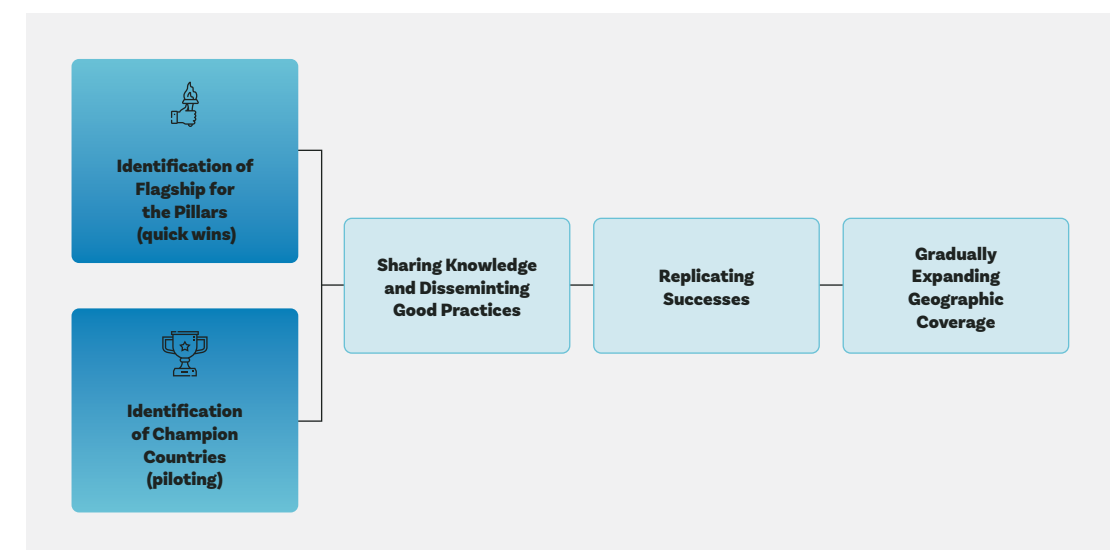 Identification of
Flagship for
the Pillars
(quick wins)
Identification
of Champion
Countries
(piloting)
Sharing Knowledge
and Disseminting
Good Practices
Replicating
Successes
Gradually
Expanding
Geographic
Coverage